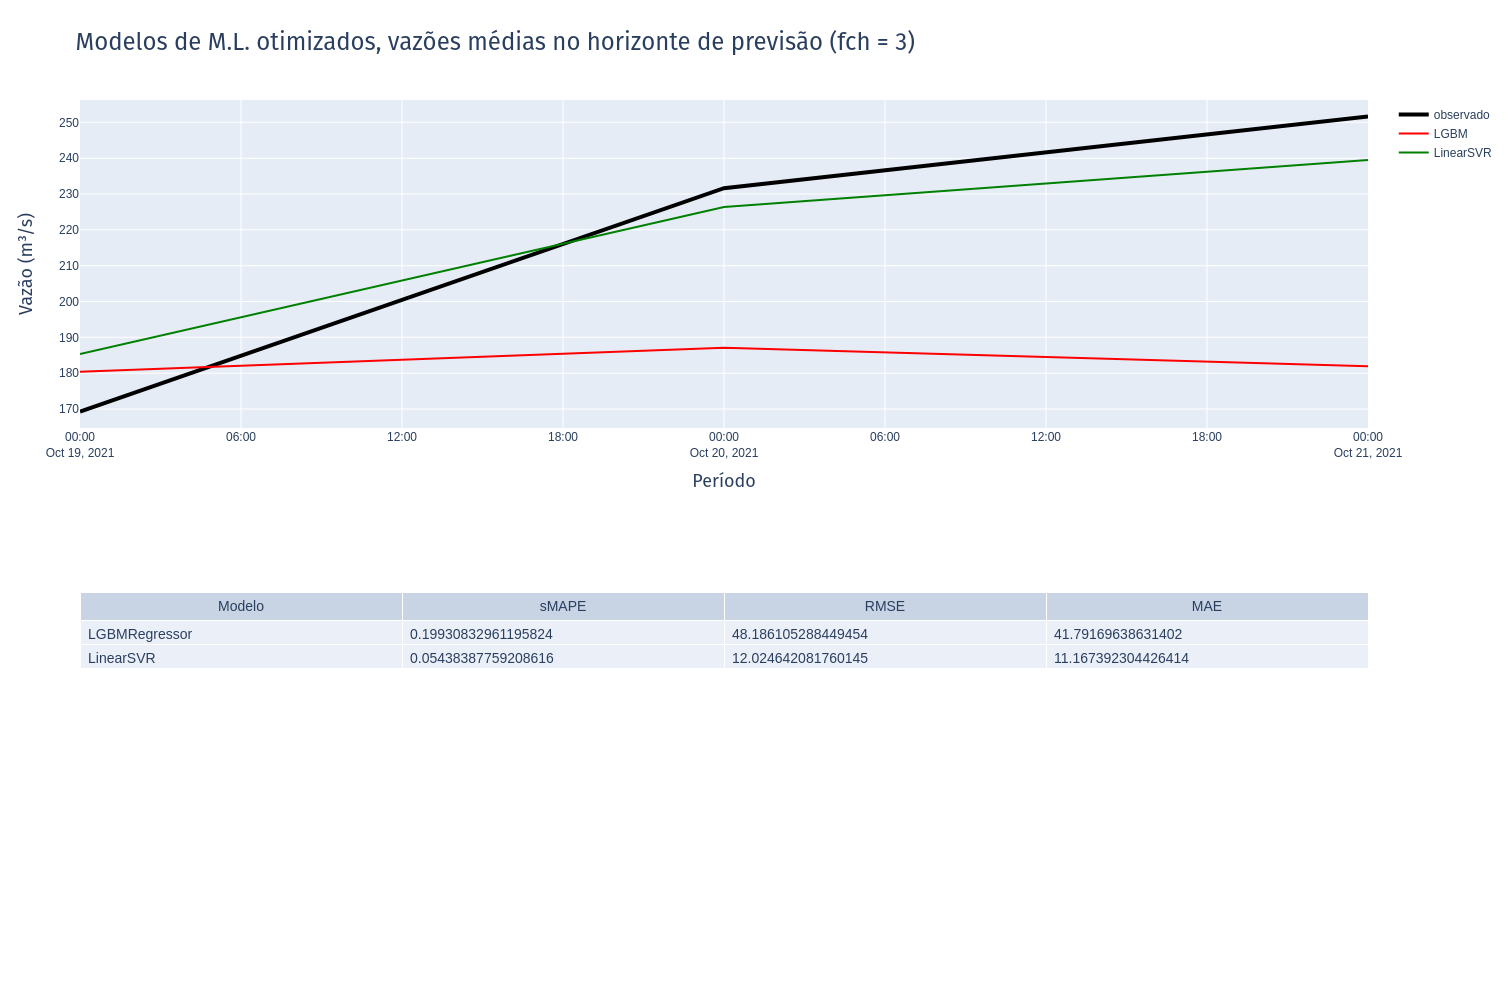 Modelos de M.L. otimizados, vazões médias no horizonte de previsão (fch = 3)
observado
LGBM
LinearSVR
Vazão (m³/s)
250
240
230
220
210
200
190
180
170
00:00 06:00 12:00 18:00 00:00 06:00 12:00 18:00 00:00
Oct 19, 2021 Oct 20, 2021 Oct 21, 2021
Período
Modelo sMAPE RMSE MAE
LGBMRegressor 0.19930832961195824 48.186105288449454 41.79169638631402
LinearSVR 0.05438387759208616 12.024642081760145 11.167392304426414